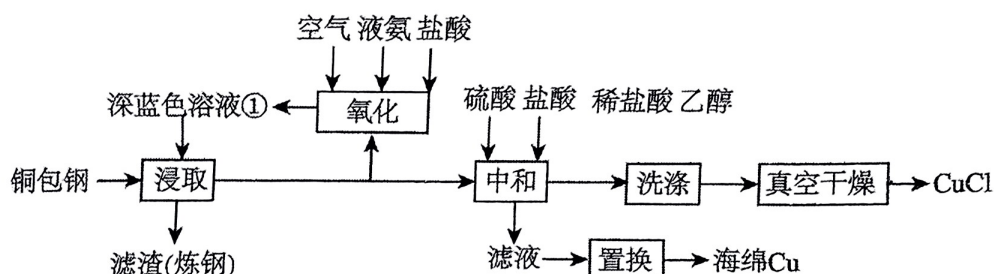 空气 液氨 盐酸
深蓝色溶液① 氧化 硫酸 盐酸 稀盐酸 乙醇
铜包钢 浸取 中和 洗涤 真空干燥 CuCl
滤渣(炼钢) 滤液 置换 海绵Cu